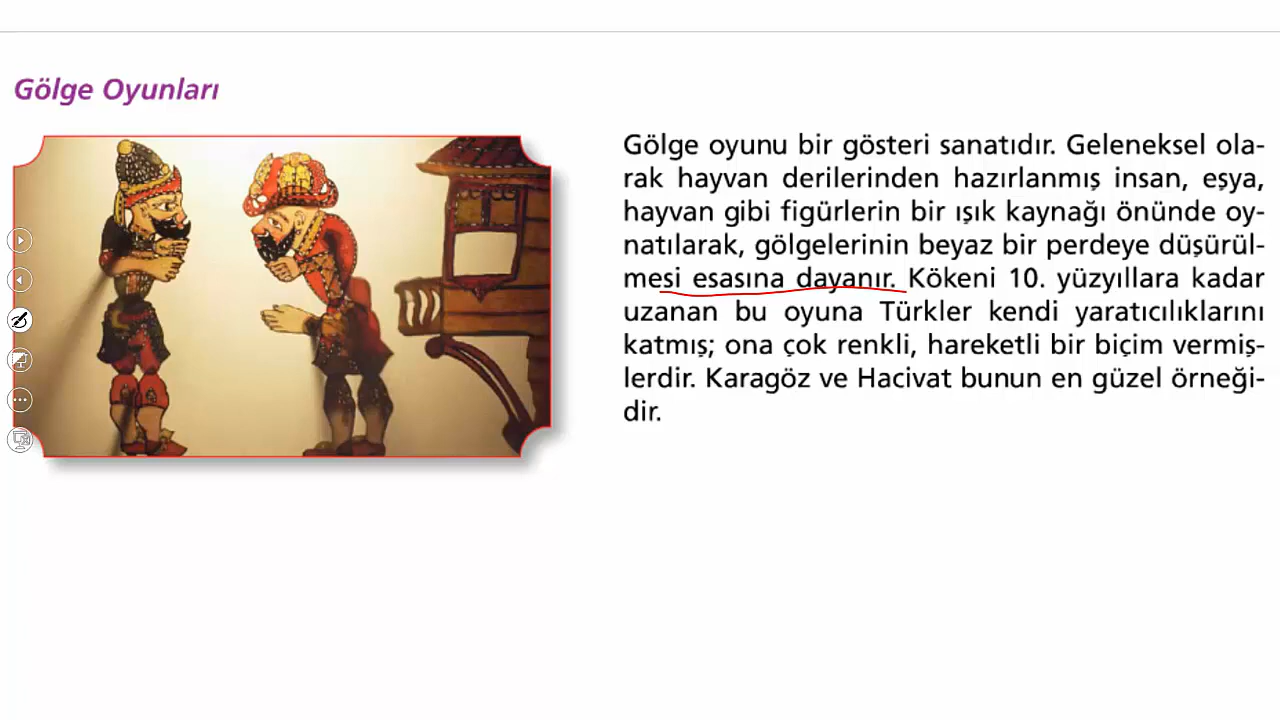 Gölge Oyunları
Gölge oyunu bir gösteri sanatıdır. Geleneksel ola-
rak hayvan derilerinden hazırlanmış insan, eşya,
hayvan gibi figürlerin bir ışık kaynağı önünde oy-
natılarak, gölgelerinin beyaz bir perdeye düşürül-
mesi esasına dayanır. Kökeni 10. yüzyıllara kadar
uzanan bu oyuna Türkler kendi yaratıcılıklarını
katmış; ona çok renkli, hareketli bir biçim vermiş-
lerdir. Karagöz ve Hacivat bunun en güzel örneği-
dir.